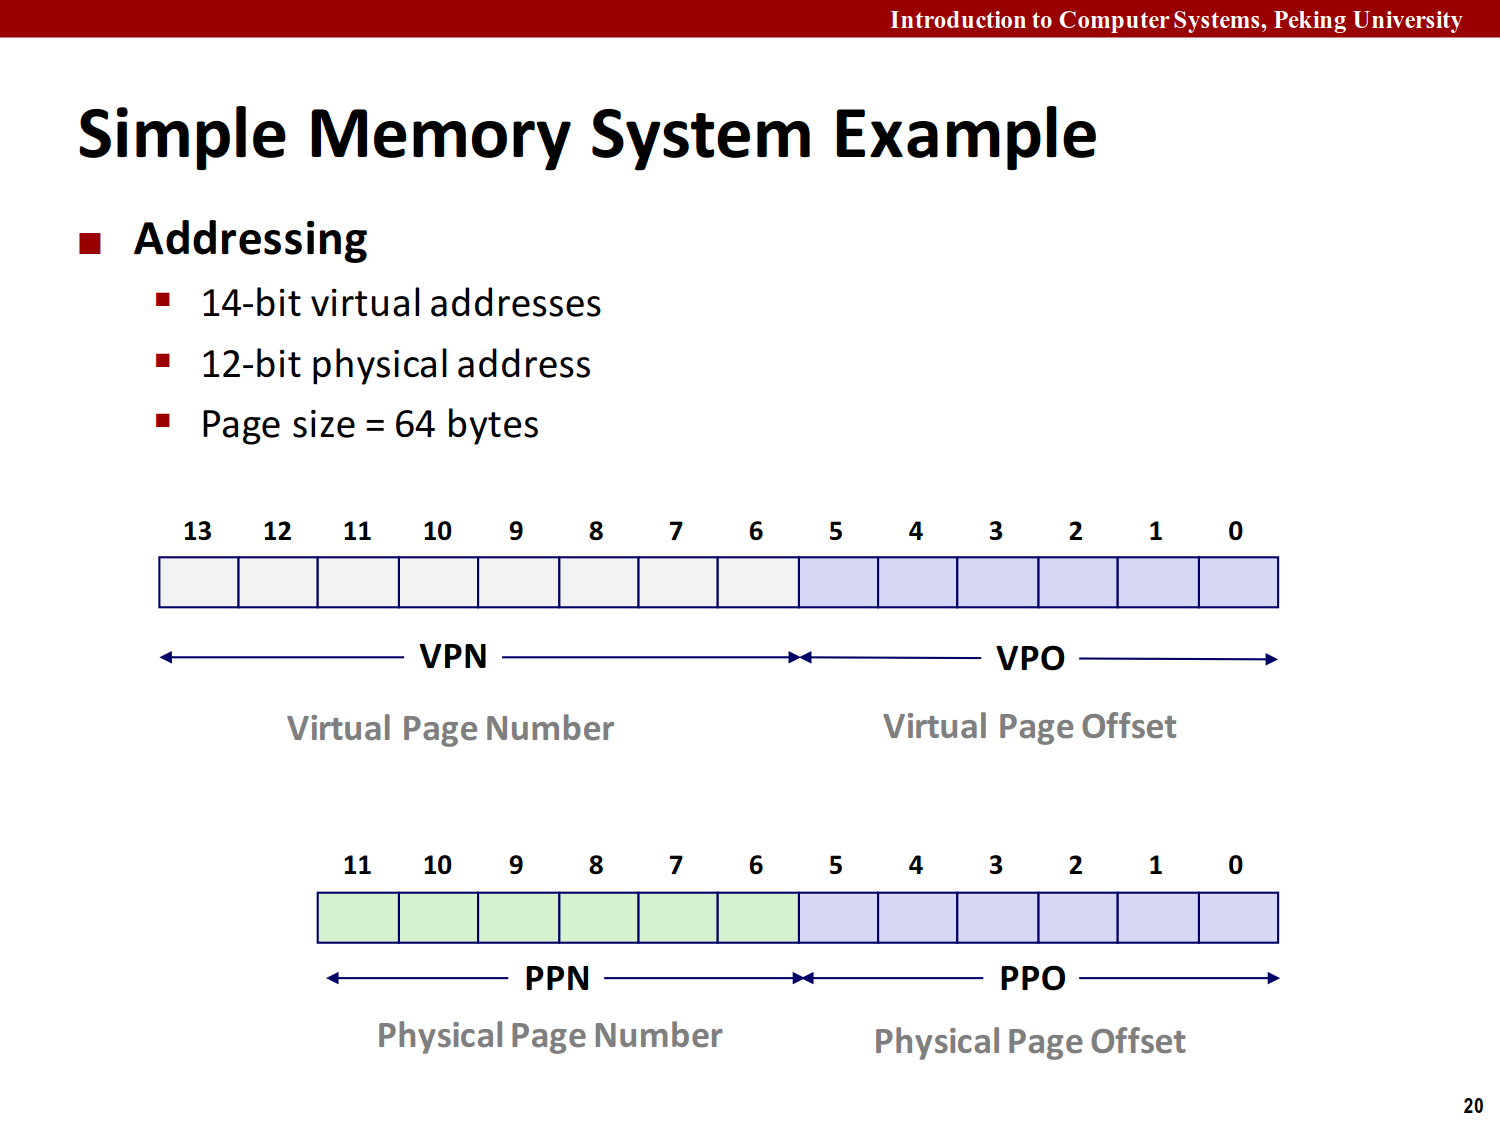 Introduction to Computer Systems, Peking University
Simple Memory System Example
Addressing
14-bit virtual addresses
12-bit physical address
Page size = 64 bytes
13 12 11 10 9 8 7 6 5 4 3 2 1 0
VPN VPO
Virtual Page Number Virtual Page Offset
11 10 9 8 7 6 5 4 3 2 1 0
PPN PPO
Physical Page Number Physical Page Offset
20